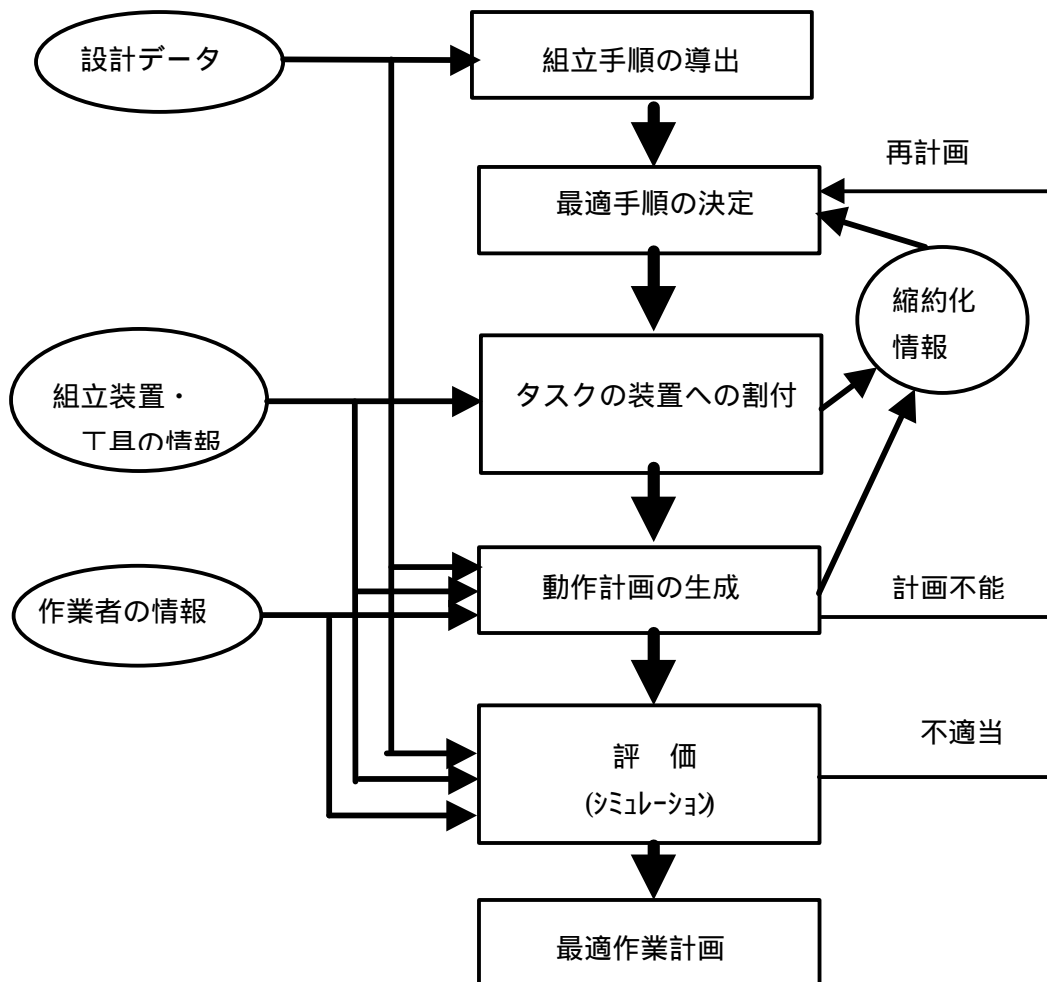 設計データ
組立手順の導出
再計画
最適手順の決定
縮約化
情報
組立装置・
工具の情報
タスクの装置への割付
動作計画の生成
計画不能
作業者の情報
不適当
評 価
(シミュレーション)
最適作業計画